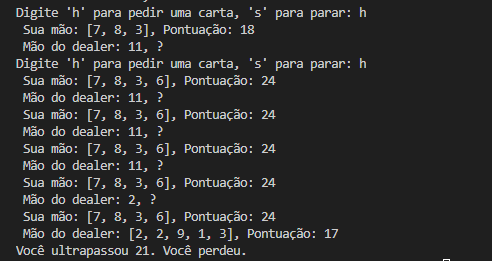 Digite 'h' para pedir uma carta, 's' para parar: h
Sua mão: [7, 8, 3], Pontuação: 18
Mão do dealer: 11, ?
Digite 'h' para pedir uma carta, 's' para parar: h
Sua mão: [7, 8, 3, 6], Pontuação: 24
Mão do dealer: 11, ?
Sua mão: [7, 8, 3, 6], Pontuação: 24
Mão do dealer: 11, ?
Sua mão: [7, 8, 3, 6], Pontuação: 24
Mão do dealer: 11, ?
Sua mão: [7, 8, 3, 6], Pontuação: 24
Mão do dealer: 2, ?
Sua mão: [7, 8, 3, 6], Pontuação: 24
Mão do dealer: [2, 2, 9, 1, 3], Pontuação: 17
Você ultrapassou 21. Você perdeu.